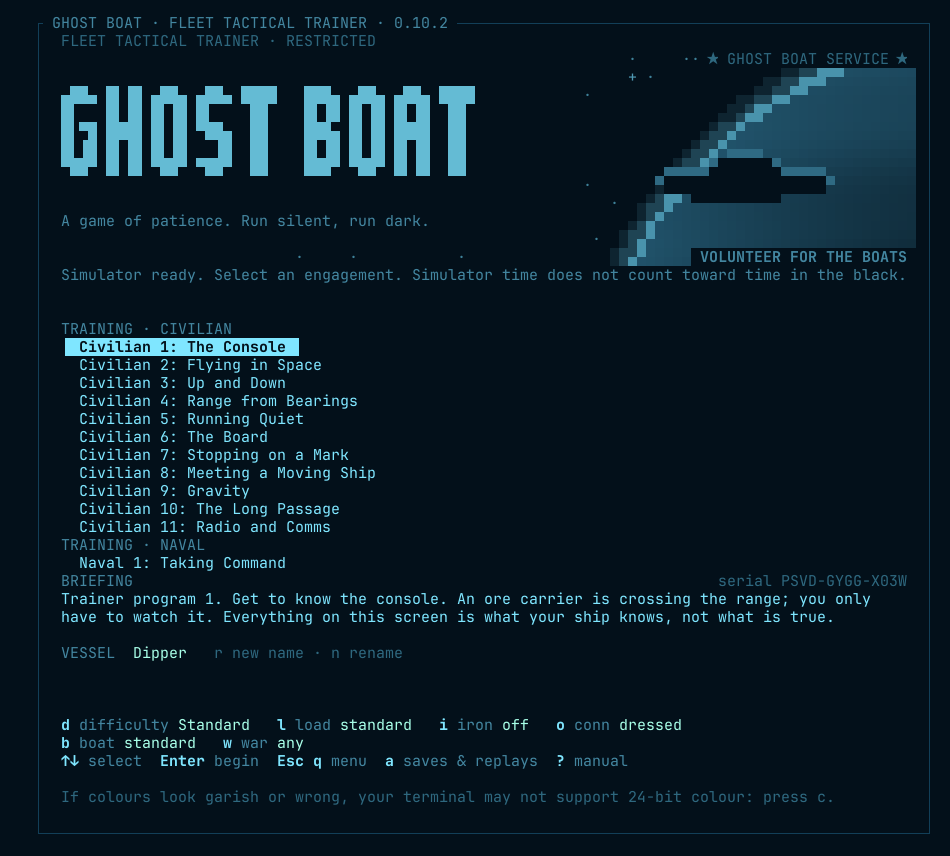 GHOST BOAT · FLEET TACTICAL TRAINER · 0.10.2
FLEET TACTICAL TRAINER · RESTRICTED
★ GHOST BOAT SERVICE ★
GHOST BOAT
A game of patience. Run silent, run dark.
VOLUNTEER FOR THE BOATS
Simulator ready. Select an engagement. Simulator time does not count toward time in the black.
TRAINING · CIVILIAN
Civilian 1: The Console
Civilian 2: Flying in Space
Civilian 3: Up and Down
Civilian 4: Range from Bearings
Civilian 5: Running Quiet
Civilian 6: The Board
Civilian 7: Stopping on a Mark
Civilian 8: Meeting a Moving Ship
Civilian 9: Gravity
Civilian 10: The Long Passage
Civilian 11: Radio and Comms
TRAINING · NAVAL
Naval 1: Taking Command
BRIEFING serial PSVD-GYGG-X03W
Trainer program 1. Get to know the console. An ore carrier is crossing the range; you only
have to watch it. Everything on this screen is what your ship knows, not what is true.
VESSEL Dipper r new name · n rename
d difficulty Standard l load standard i iron off o conn dressed
b boat standard w war any
↑↓ select Enter begin Esc q menu a saves & replays ? manual
If colours look garish or wrong, your terminal may not support 24-bit colour: press c.